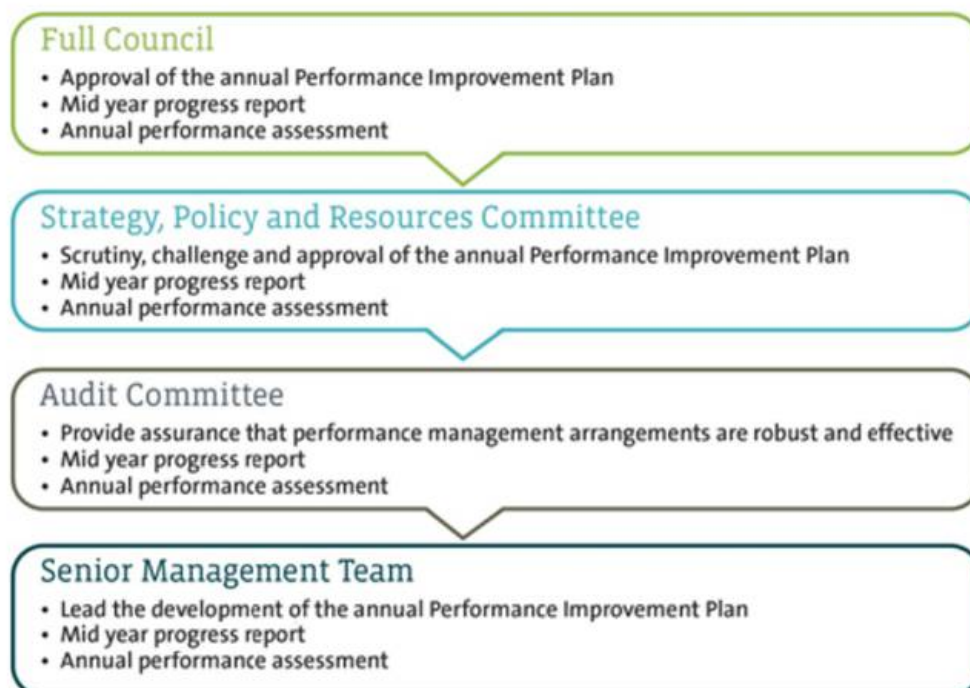 Full Council
• Approval of the annual Performance Improvement Plan
• Mid year progress report
• Annual performance assessment
Strategy, Policy and Resources Committee
• Scrutiny, challenge and approval of the annual Performance Improvement Plan
• Mid year progress report
• Annual performance assessment
Audit Committee
• Provide assurance that performance management arrangements are robust and effective
• Mid year progress report
• Annual performance assessment
Senior Management Team
• Lead the development of the annual Performance Improvement Plan
• Mid year progress report
• Annual performance assessment